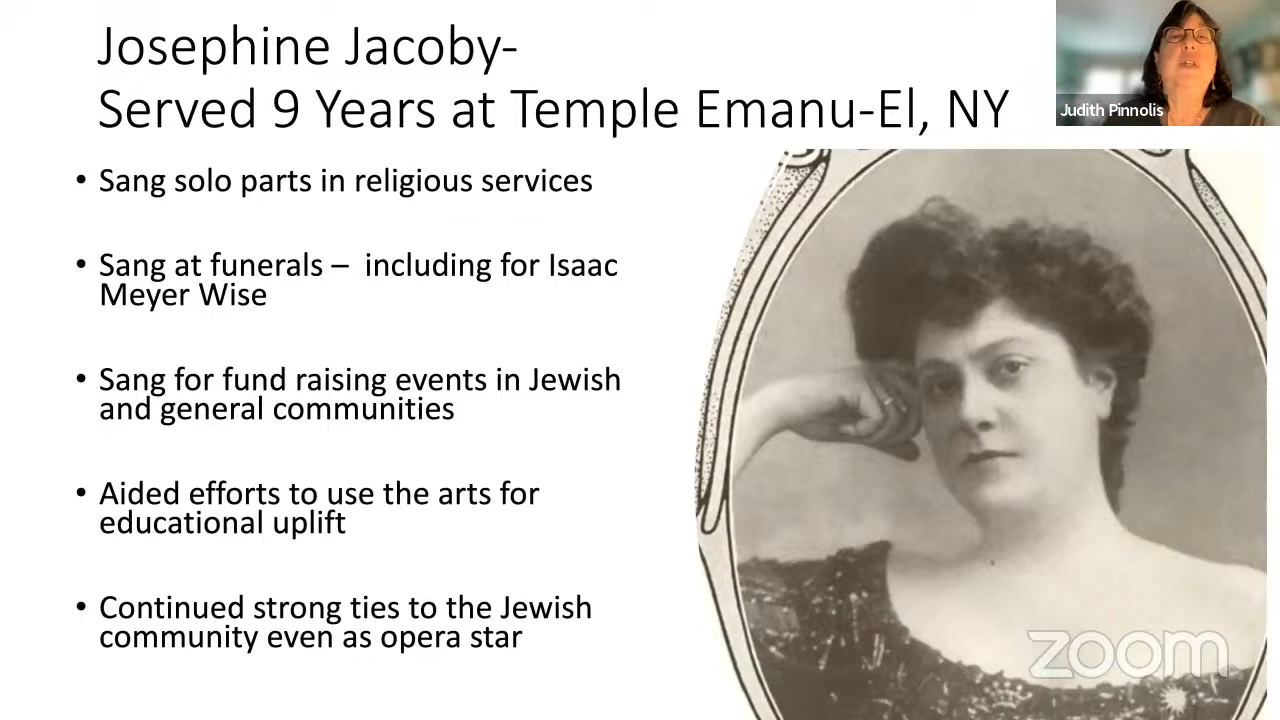 Josephine Jacoby-
Served 9 Years at Temple Emanu-El, NY
Judith Pinnolis
• Sang solo parts in religious services
• Sang at funerals – including for Isaac
Meyer Wise
• Sang for fund raising events in Jewish
and general communities
• Aided efforts to use the arts for
educational uplift
• Continued strong ties to the Jewish
community even as opera star
zoom